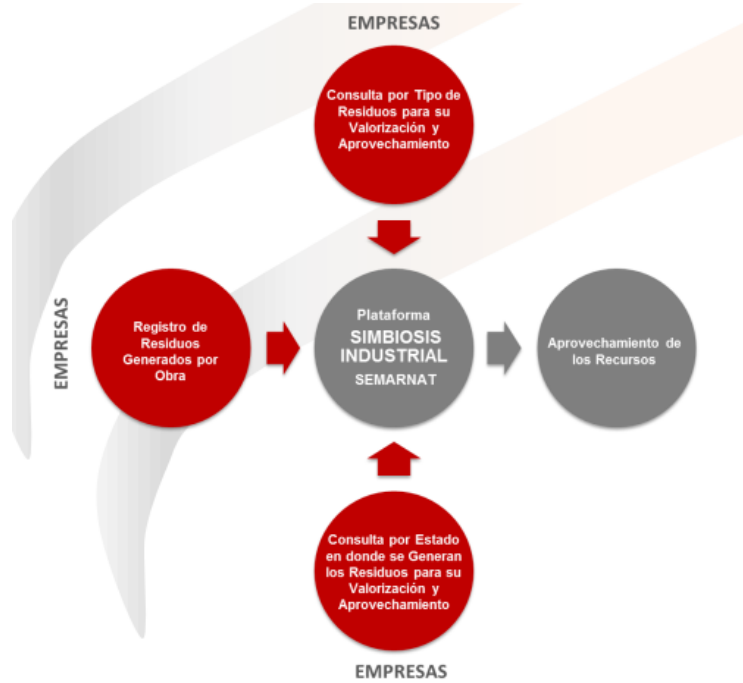 EMPRESAS
Consulta por Tipo de
Residuos para su
Valorización y
Aprovechamiento
EMPRESAS
Registro de
Residuos
Generados por
Obra
Plataforma
SIMBIOSIS
INDUSTRIAL
SEMARNAT
Aprovechamiento de
los Recursos
Consulta por Estado
en donde se Generan
los Residuos para su
Valorización y
Aprovechamiento
EMPRESAS